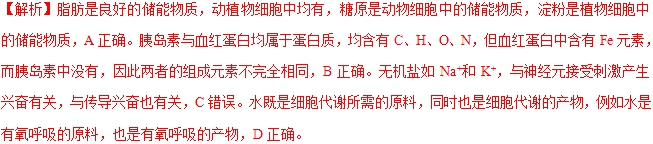 【解析】脂肪是良好的储能物质，动植物细胞中均有，糖原是动物细胞中的储能物质，淀粉是植物细胞中
的储能物质，A 正确。胰岛素与血红蛋白均属于蛋白质，均含有 C、H、O、N，但血红蛋白中含有 Fe 元素，
而胰岛素中没有，因此两者的组成元素不完全相同，B 正确。无机盐如 Na⁺和 K⁺，与神经元接受刺激产生
兴奋有关，与传导兴奋也有关，C 错误。水既是细胞代谢所需的原料，同时也是细胞代谢的产物，例如水是
有氧呼吸的原料，也是有氧呼吸的产物，D 正确。